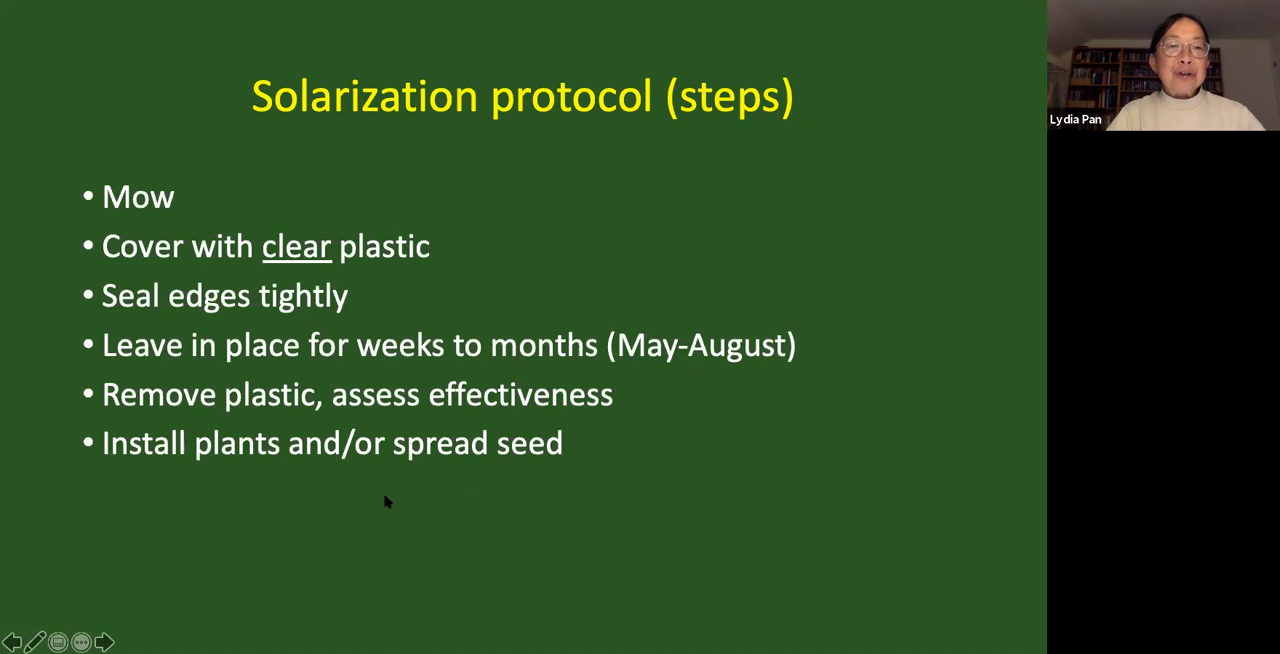 Solarization protocol (steps)
• Mow
• Cover with clear plastic
• Seal edges tightly
• Leave in place for weeks to months (May-August)
• Remove plastic, assess effectiveness
• Install plants and/or spread seed
Lydia Pan